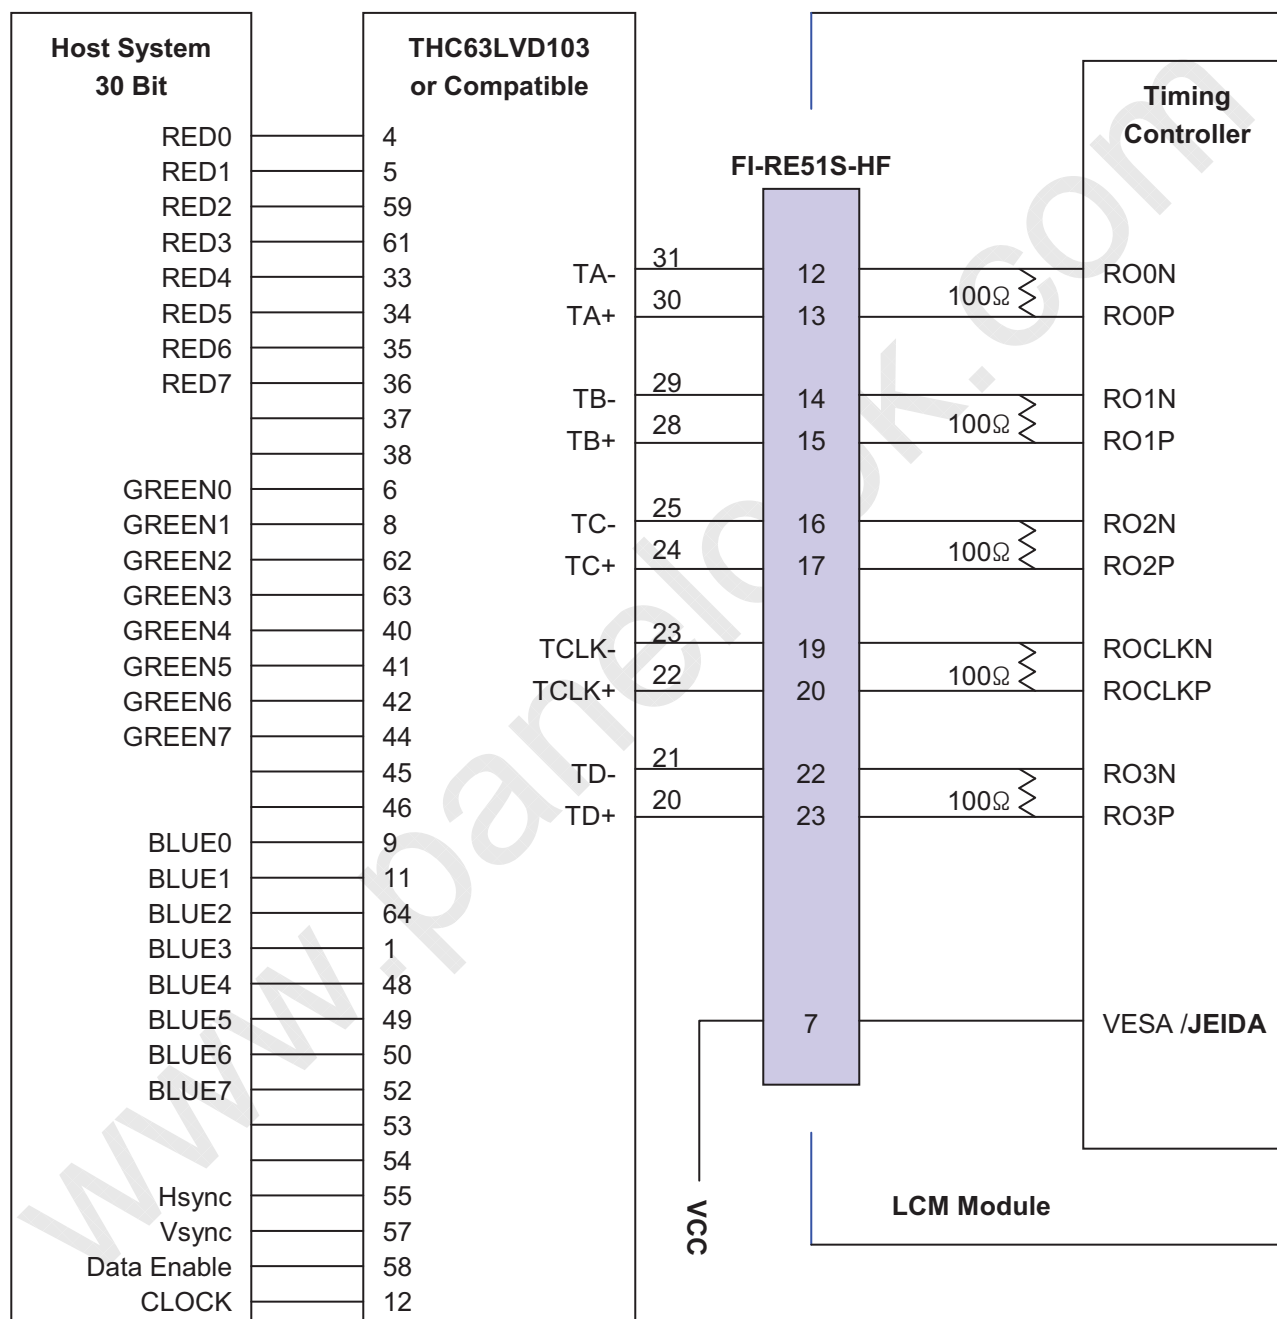 Host System
30 Bit
RED0
RED1
RED2
RED3
RED4
RED5
RED6
RED7
GREEN0
GREEN1
GREEN2
GREEN3
GREEN4
GREEN5
GREEN6
GREEN7
BLUE0
BLUE1
BLUE2
BLUE3
BLUE4
BLUE5
BLUE6
BLUE7
Hsync
Vsync
Data Enable
CLOCK
THC63LVD103
or Compatible
4
5
59
61
33
34
35
36
37
38
6
8
62
63
40
41
42
44
45
46
9
11
64
1
48
49
50
52
53
54
55
57
58
12
TA- 31
TA+ 30
TB- 29
TB+ 28
TC- 25
TC+ 24
TCLK- 23
TCLK+ 22
TD- 21
TD+ 20
FI-RE51S-HF
12
13
14
15
16
17
19
20
22
23
7
VCC
100Ω
100Ω
100Ω
100Ω
100Ω
Timing
Controller
RO0N
RO0P
RO1N
RO1P
RO2N
RO2P
ROCLKN
ROCLKP
RO3N
RO3P
VESA /JEIDA
LCM Module
www.panelook.com